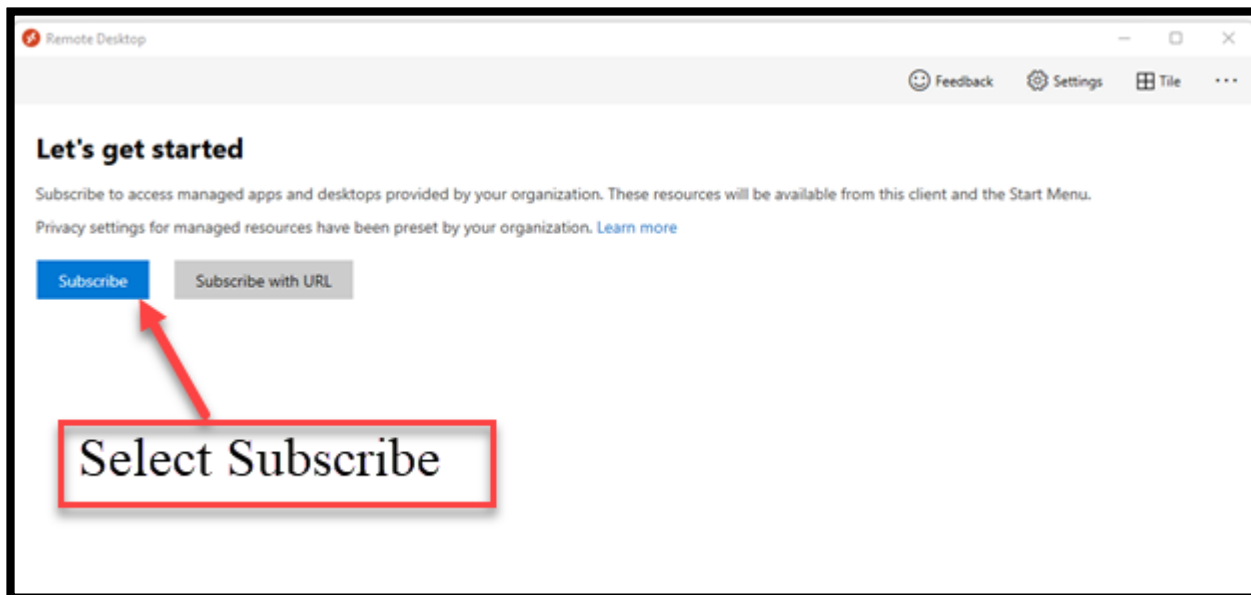 Remote Desktop
Feedback Settings Tile
Let's get started
Subscribe to access managed apps and desktops provided by your organization. These resources will be available from this client and the Start Menu.
Privacy settings for managed resources have been preset by your organization. Learn more
Subscribe Subscribe with URL
Select Subscribe